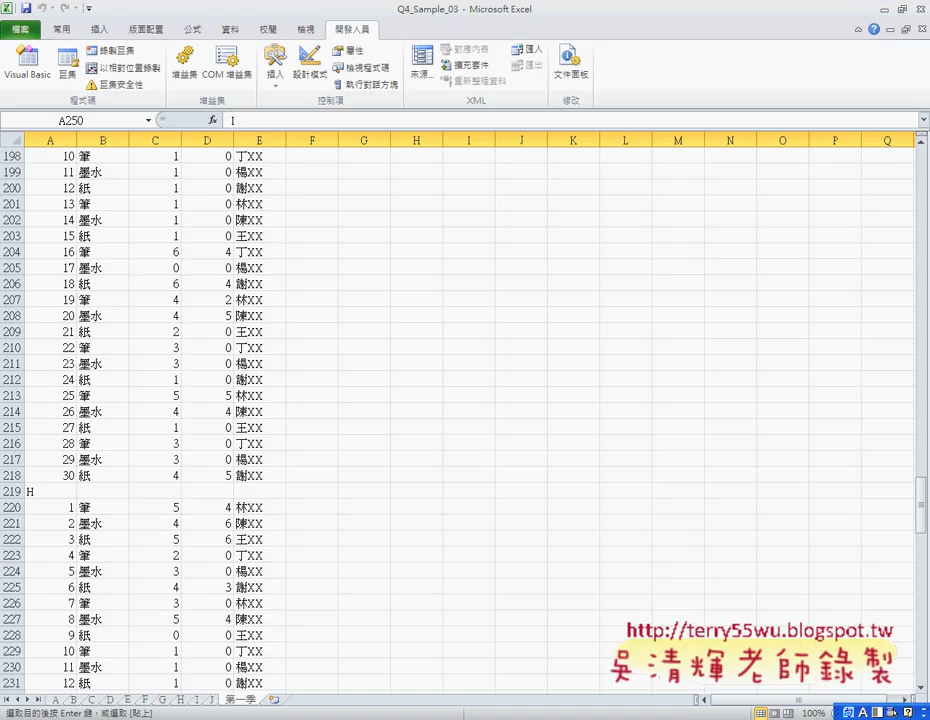 Q4_Sample_03 - Microsoft Excel
檔案 常用 插入 版面配置 公式 資料 校閱 檢視 開發人員
Visual Basic 巨集 錄製巨集 以相對位置錄製 巨集安全性 增益集 COM 增益集 插入 設計模式 屬性 檢視程式碼 執行對話方塊 來源... 對應內容 擴充套件 重新整理資料 匯入 匯出 文件面板
程式碼 增益集 控制項 XML 修改
A250 fx I
A B C D E F G H I J K L M N O P Q
198 10 筆 1 0 丁XX
199 11 墨水 1 0 楊XX
200 12 紙 1 0 謝XX
201 13 筆 1 0 林XX
202 14 墨水 1 0 陳XX
203 15 紙 1 0 王XX
204 16 筆 6 4 丁XX
205 17 墨水 0 0 楊XX
206 18 紙 6 4 謝XX
207 19 筆 4 2 林XX
208 20 墨水 4 5 陳XX
209 21 紙 2 0 王XX
210 22 筆 3 0 丁XX
211 23 墨水 3 0 楊XX
212 24 紙 1 0 謝XX
213 25 筆 5 5 林XX
214 26 墨水 4 4 陳XX
215 27 紙 1 0 王XX
216 28 筆 3 0 丁XX
217 29 墨水 3 0 楊XX
218 30 紙 4 5 謝XX
219 H
220 1 筆 5 4 林XX
221 2 墨水 4 6 陳XX
222 3 紙 5 6 王XX
223 4 筆 2 0 丁XX
224 5 墨水 3 0 楊XX
225 6 紙 4 3 謝XX
226 7 筆 3 0 林XX
227 8 墨水 5 4 陳XX
228 9 紙 0 0 王XX
229 10 筆 1 0 丁XX
230 11 墨水 1 0 楊XX
231 12 紙 1 0 謝XX
http://terry55wu.blogspot.tw
吳清輝老師錄製
A B C D E F G H I J 第一季
選取目的後按 Enter 鍵，或選取 [貼上] 100%